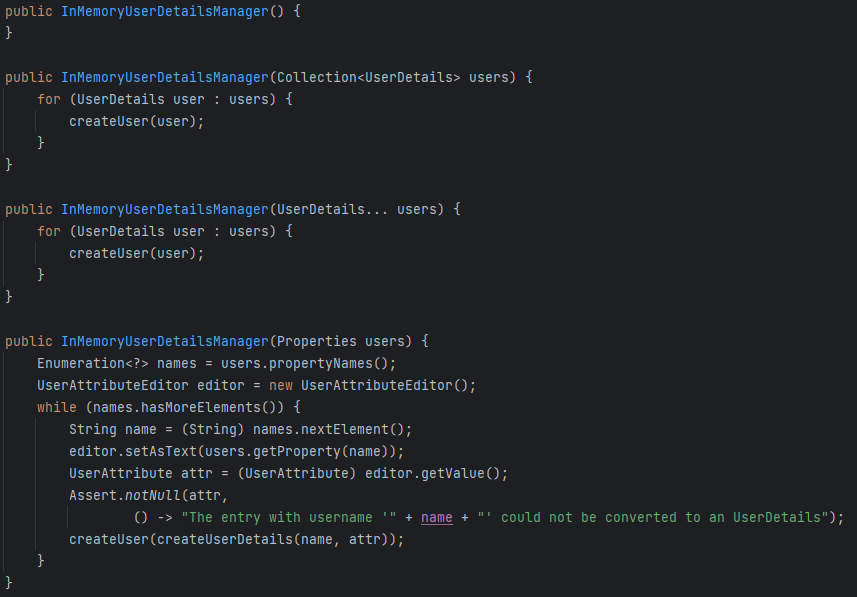 public InMemoryUserDetailsManager() {
}
public InMemoryUserDetailsManager(Collection<UserDetails> users) {
    for (UserDetails user : users) {
        createUser(user);
    }
}
public InMemoryUserDetailsManager(UserDetails... users) {
    for (UserDetails user : users) {
        createUser(user);
    }
}
public InMemoryUserDetailsManager(Properties users) {
    Enumeration<?> names = users.propertyNames();
    UserAttributeEditor editor = new UserAttributeEditor();
    while (names.hasMoreElements()) {
        String name = (String) names.nextElement();
        editor.setAsText(users.getProperty(name));
        UserAttribute attr = (UserAttribute) editor.getValue();
        Assert.notNull(attr,
                () -> "The entry with username '" + name + "' could not be converted to an UserDetails");
        createUser(createUserDetails(name, attr));
    }
}